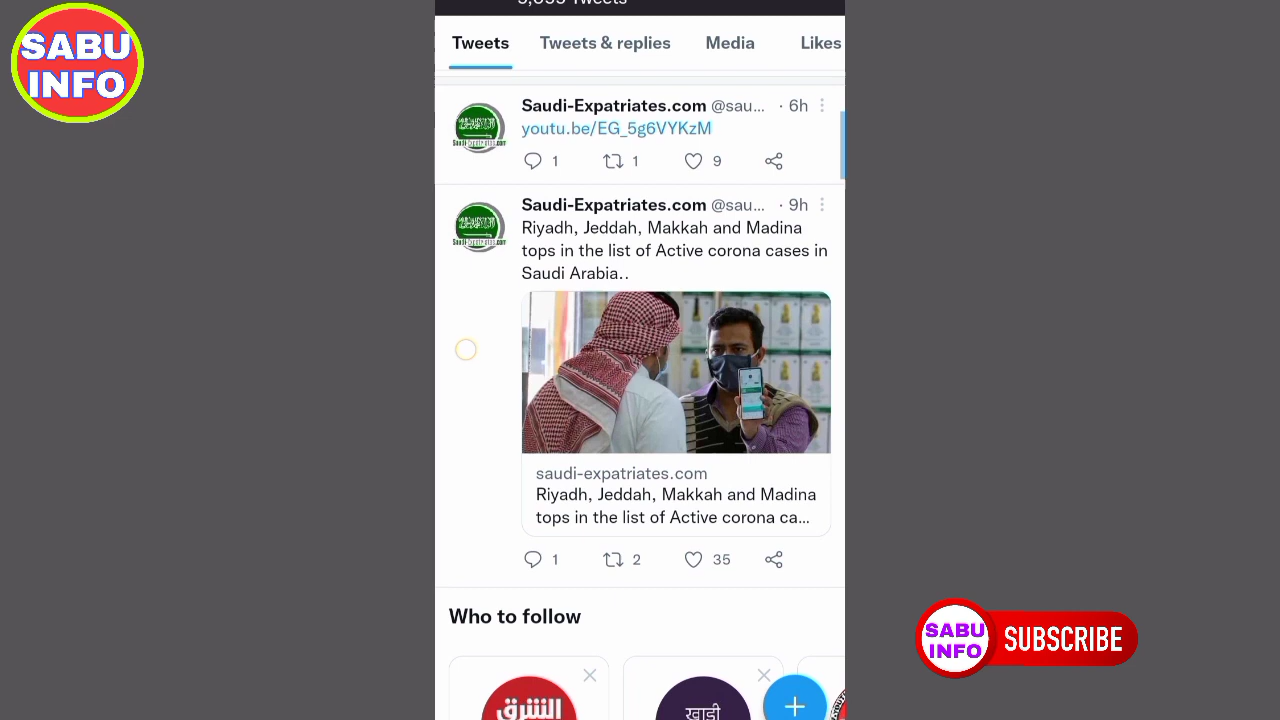 SABU
INFO
Tweets
Tweets & replies
Media
Likes
Saudi-Expatriates.com @sau... · 6h
youtu.be/EG_5g6VYKzM
1
1
9
Saudi-Expatriates.com @sau... · 9h
Riyadh, Jeddah, Makkah and Madina
tops in the list of Active corona cases in
Saudi Arabia..
saudi-expatriates.com
Riyadh, Jeddah, Makkah and Madina
tops in the list of Active corona ca...
1
2
35
Who to follow
الشرق
खाड़ी
SABU
INFO
SUBSCRIBE